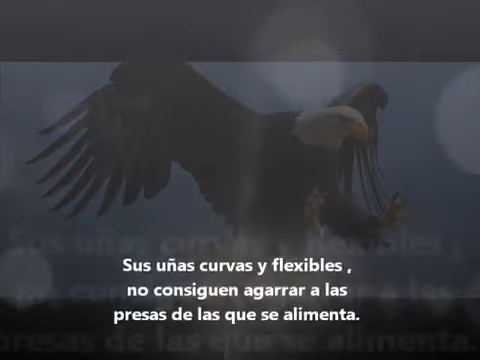 Sus uñas curvas y flexibles ,
no consiguen agarrar a las
presas de las que se alimenta.